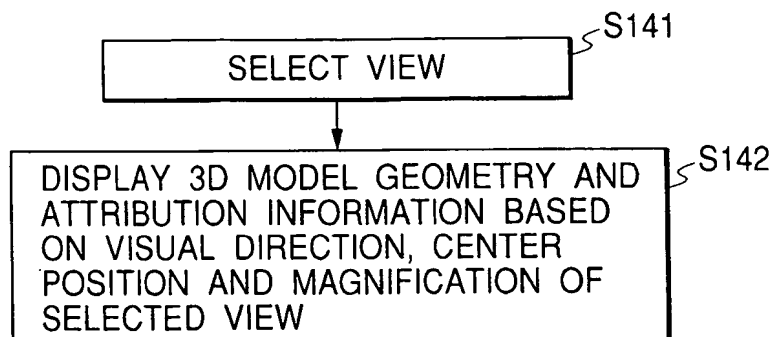 S141
SELECT VIEW
S142
DISPLAY 3D MODEL GEOMETRY AND
ATTRIBUTION INFORMATION BASED
ON VISUAL DIRECTION, CENTER
POSITION AND MAGNIFICATION OF
SELECTED VIEW